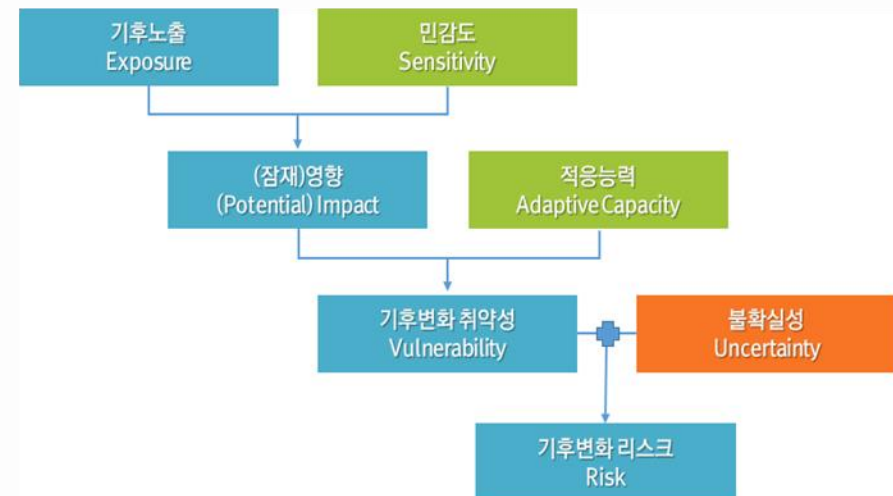 기후노출
Exposure
민감도
Sensitivity
(잠재)영향
(Potential) Impact
적응능력
Adaptive Capacity
기후변화 취약성
Vulnerability
불확실성
Uncertainty
기후변화 리스크
Risk